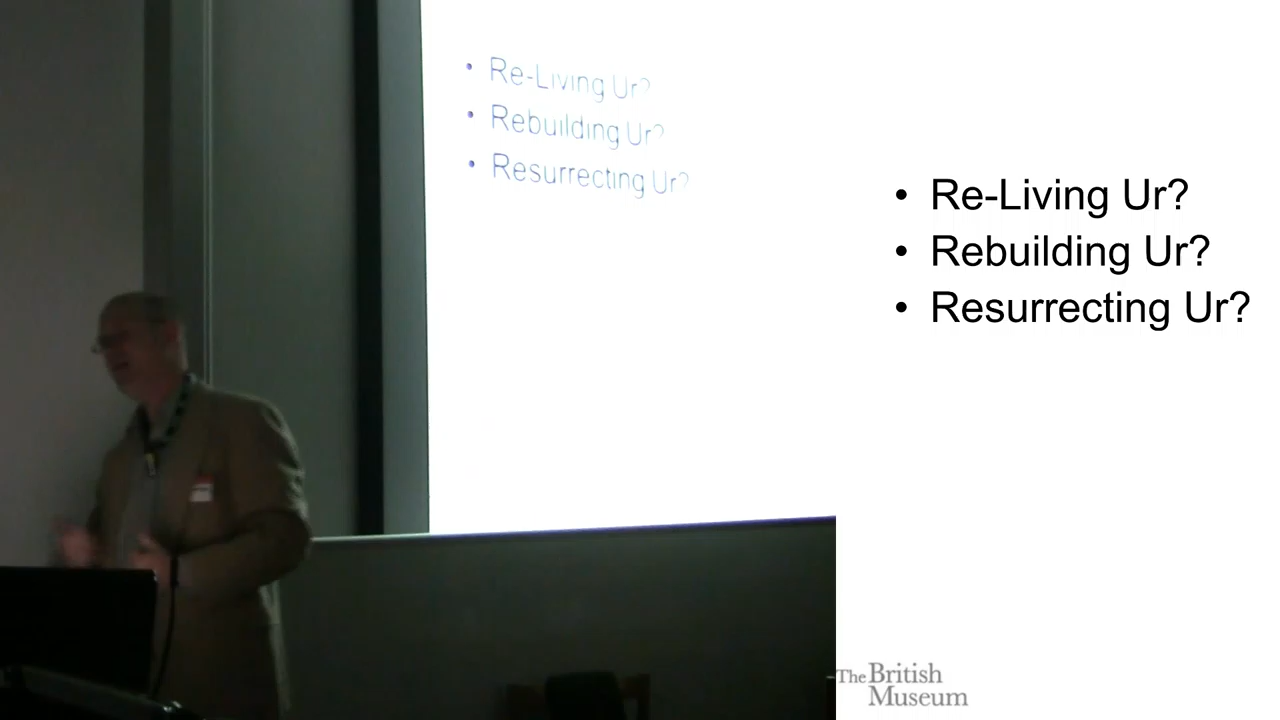 • Re-Living Ur?
• Rebuilding Ur?
• Resurrecting Ur?
• Re-Living Ur?
• Rebuilding Ur?
• Resurrecting Ur?
The British
Museum